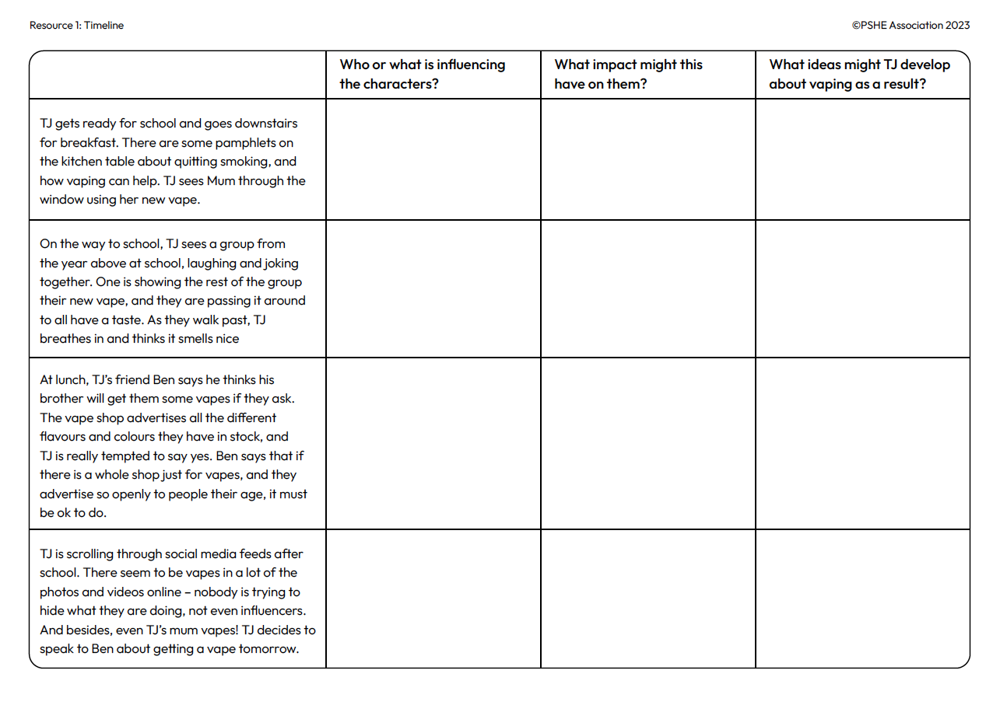 Resource 1: Timeline
©PSHE Association 2023
Who or what is influencing
the characters?
What impact might this
have on them?
What ideas might TJ develop
about vaping as a result?
TJ gets ready for school and goes downstairs
for breakfast. There are some pamphlets on
the kitchen table about quitting smoking, and
how vaping can help. TJ sees Mum through the
window using her new vape.
On the way to school, TJ sees a group from
the year above at school, laughing and joking
together. One is showing the rest of the group
their new vape, and they are passing it around
to all have a taste. As they walk past, TJ
breathes in and thinks it smells nice
At lunch, TJ’s friend Ben says he thinks his
brother will get them some vapes if they ask.
The vape shop advertises all the different
flavours and colours they have in stock, and
TJ is really tempted to say yes. Ben says that if
there is a whole shop just for vapes, and they
advertise so openly to people their age, it must
be ok to do.
TJ is scrolling through social media feeds after
school. There seem to be vapes in a lot of the
photos and videos online – nobody is trying to
hide what they are doing, not even influencers.
And besides, even TJ’s mum vapes! TJ decides to
speak to Ben about getting a vape tomorrow.